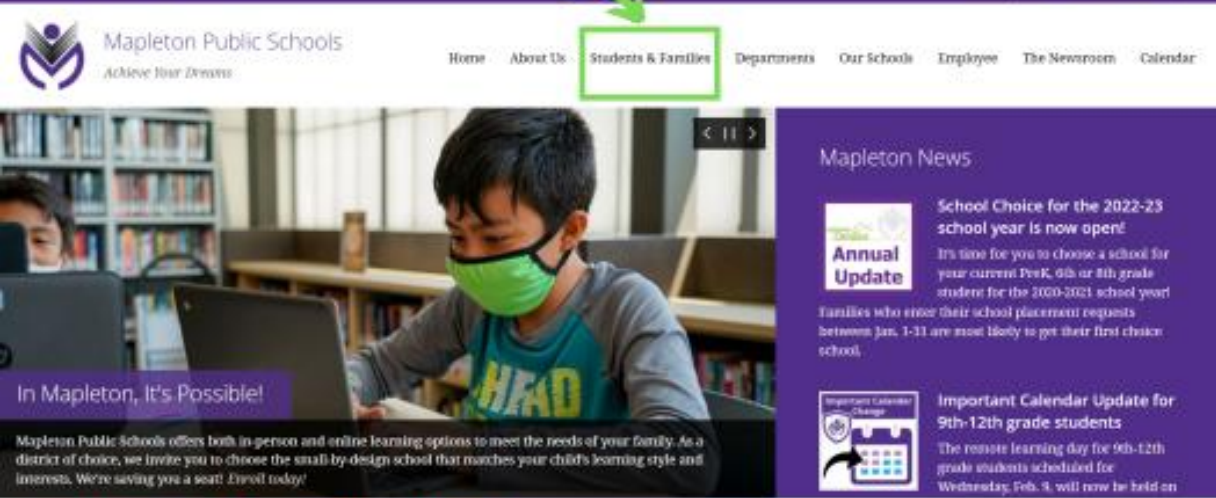 Mapleton Public Schools
Achieve Your Dreams
Home About Us Students & Families Departments Our Schools Employee The Newsroom Calendar
HEAD
In Mapleton, It's Possible!
Mapleton Public Schools offers both in-person and online learning options to meet the needs of your family. As a
district of choice, we invite you to choose the small-by-design school that matches your child's learning style and
interests. We're saving you a seat! Enroll today!
Mapleton News
Annual
Update
School Choice for the 2022-23
school year is now open!
It's time for you to choose a school for
your current PreK, 6th or 8th grade
student for the 2020-2021 school year!
Families who enter their school placement requests
between Jan. 1-31 are most likely to get their first choice
school.
Important Calendar
Change
Important Calendar Update for
9th-12th grade students
The remote learning day for 9th-12th
grade students scheduled for
Wednesday, Feb. 9, will now be held on